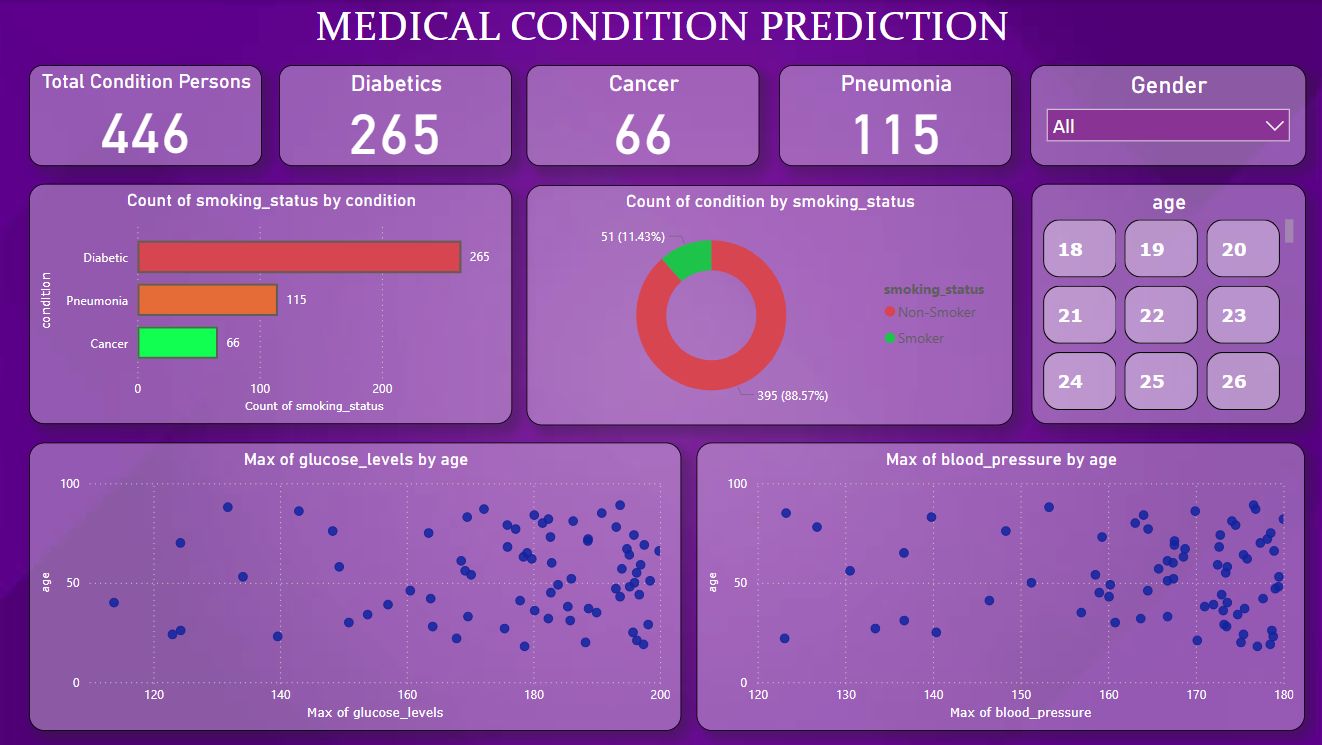 MEDICAL CONDITION PREDICTION
Total Condition Persons
446
Diabetics
265
Cancer
66
Pneumonia
115
Gender
All
Count of smoking_status by condition
condition
Diabetic
265
Pneumonia
115
Cancer
66
0 100 200
Count of smoking_status
Count of condition by smoking_status
51 (11.43%)
395 (88.57%)
smoking_status
Non-Smoker
Smoker
age
18 19 20
21 22 23
24 25 26
Max of glucose_levels by age
age
100
50
0
120 140 160 180 200
Max of glucose_levels
Max of blood_pressure by age
age
100
50
0
120 130 140 150 160 170 180
Max of blood_pressure